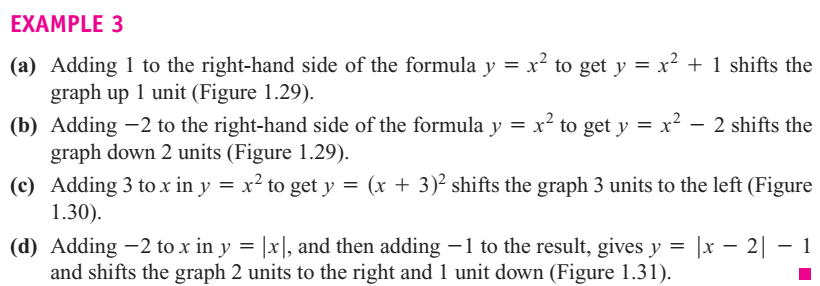 EXAMPLE 3
(a) Adding 1 to the right-hand side of the formula y = x² to get y = x² + 1 shifts the
graph up 1 unit (Figure 1.29).
(b) Adding −2 to the right-hand side of the formula y = x² to get y = x² − 2 shifts the
graph down 2 units (Figure 1.29).
(c) Adding 3 to x in y = x² to get y = (x + 3)² shifts the graph 3 units to the left (Figure
1.30).
(d) Adding −2 to x in y = |x|, and then adding −1 to the result, gives y = |x − 2| − 1
and shifts the graph 2 units to the right and 1 unit down (Figure 1.31).